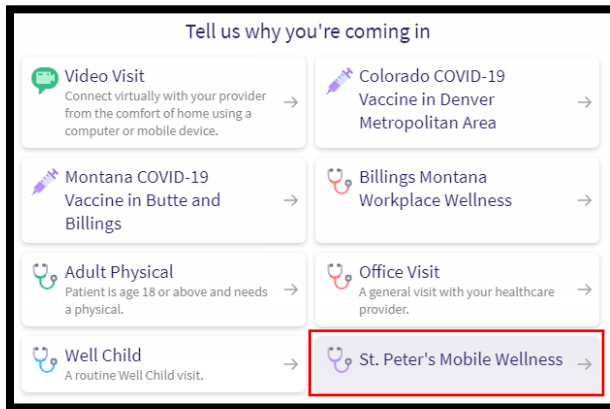 Tell us why you're coming in
Video Visit
Connect virtually with your provider
from the comfort of home using a
computer or mobile device.
Colorado COVID-19
Vaccine in Denver
Metropolitan Area
Montana COVID-19
Vaccine in Butte and
Billings
Billings Montana
Workplace Wellness
Adult Physical
Patient is age 18 or above and needs
a physical.
Office Visit
A general visit with your healthcare
provider.
Well Child
A routine Well Child visit.
St. Peter's Mobile Wellness